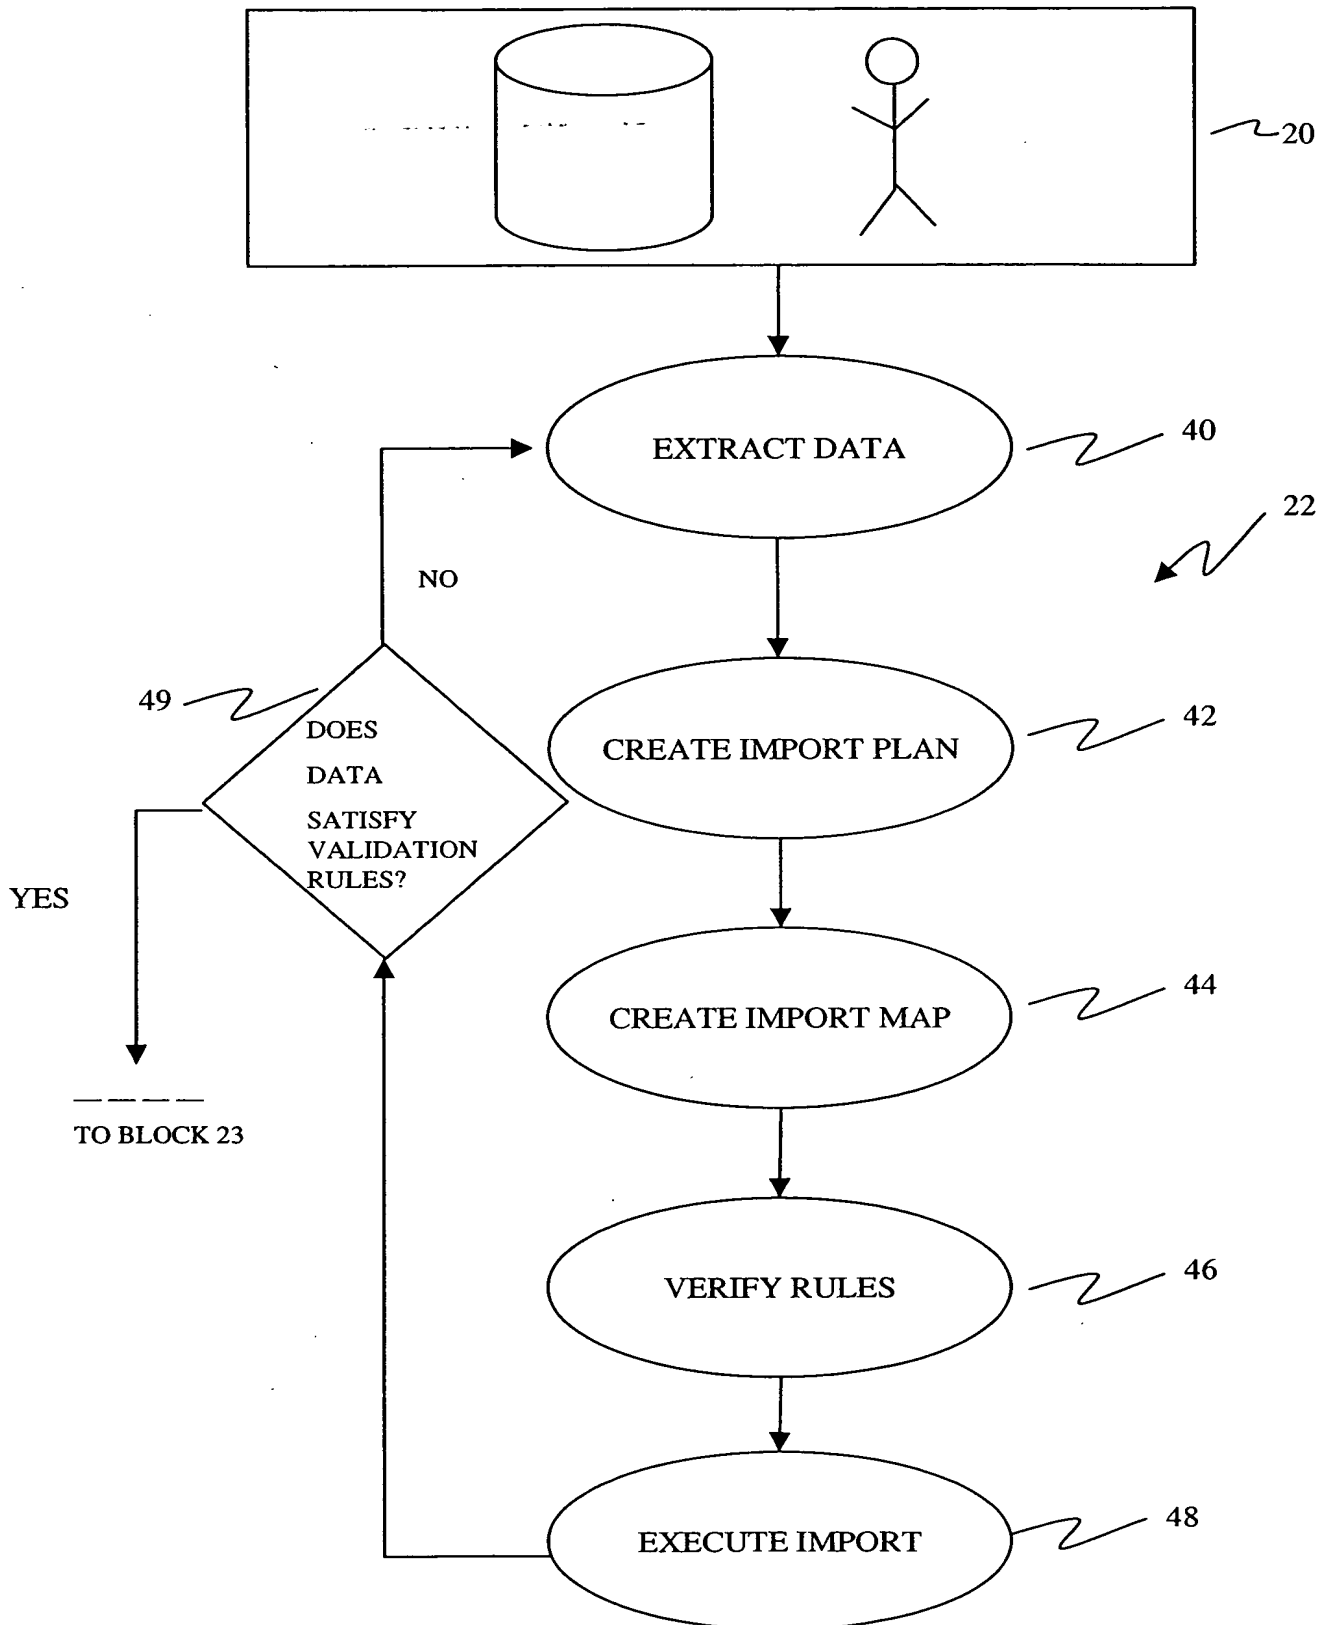 20
EXTRACT DATA
40
22
NO
49
DOES
DATA
SATISFY
VALIDATION
RULES?
CREATE IMPORT PLAN
42
YES
CREATE IMPORT MAP
44
TO BLOCK 23
VERIFY RULES
46
EXECUTE IMPORT
48